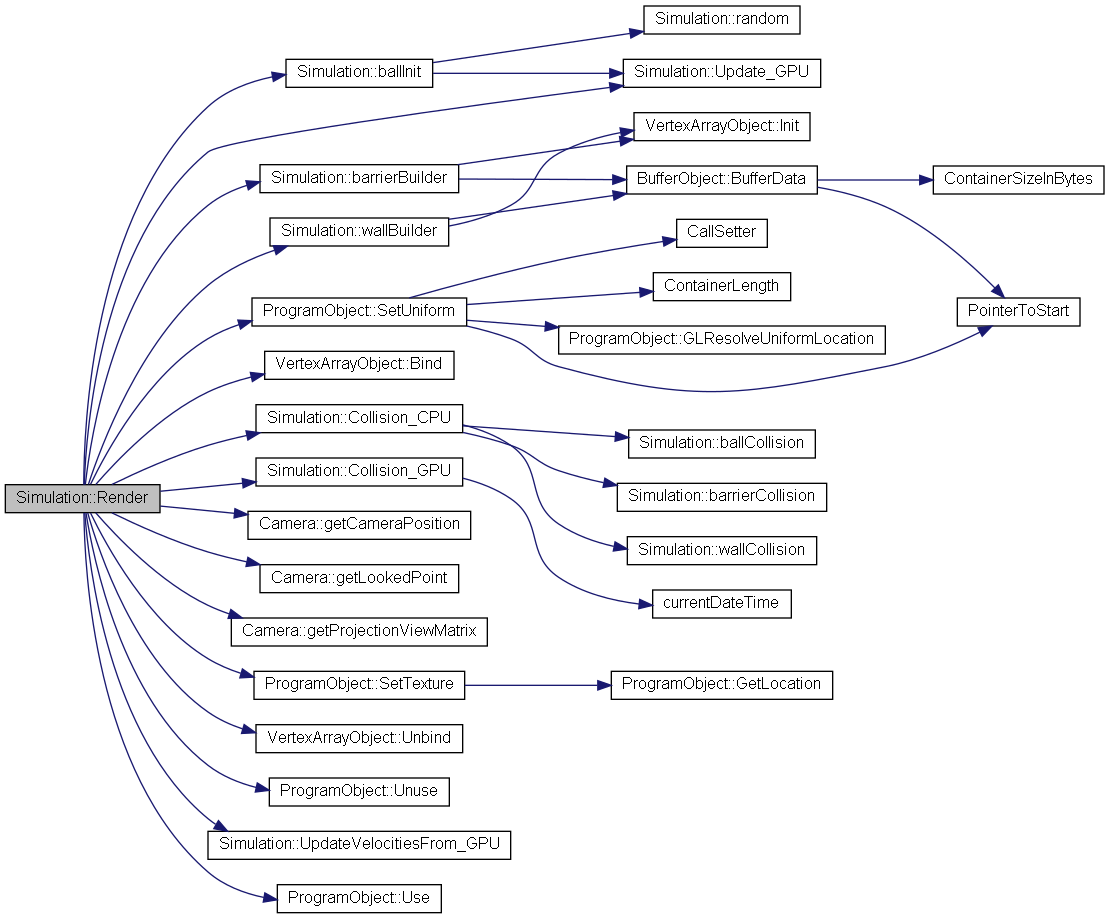 Simulation::random
Simulation::ballInit
Simulation::Update_GPU
VertexArrayObject::Init
Simulation::barrierBuilder
BufferObject::BufferData
ContainerSizeInBytes
Simulation::wallBuilder
CallSetter
ContainerLength
ProgramObject::SetUniform
PointerToStart
ProgramObject::GLResolveUniformLocation
VertexArrayObject::Bind
Simulation::Collision_CPU
Simulation::ballCollision
Simulation::Collision_GPU
Simulation::Render
Simulation::barrierCollision
Camera::getCameraPosition
Simulation::wallCollision
Camera::getLookedPoint
currentDateTime
Camera::getProjectionViewMatrix
ProgramObject::SetTexture
ProgramObject::GetLocation
VertexArrayObject::Unbind
ProgramObject::Unuse
Simulation::UpdateVelocitiesFrom_GPU
ProgramObject::Use